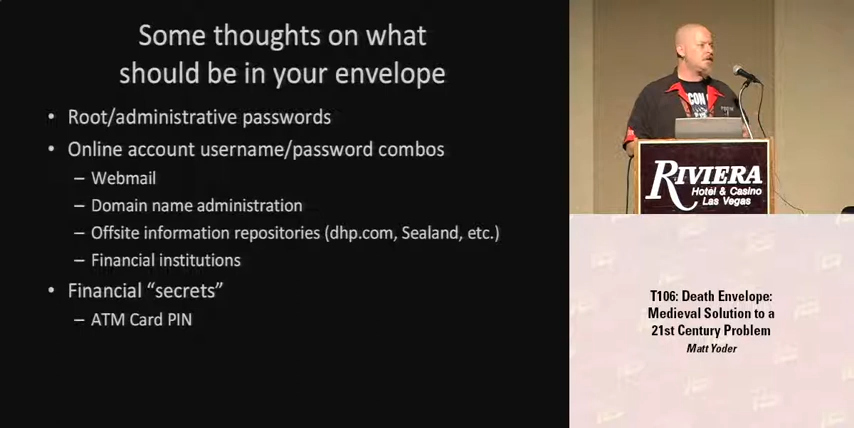 Some thoughts on what
should be in your envelope
• Root/administrative passwords
• Online account username/password combos
– Webmail
– Domain name administration
– Offsite information repositories (dhp.com, Sealand, etc.)
– Financial institutions
• Financial “secrets”
– ATM Card PIN
CON
RIVIERA
Hotel & Casino
Las Vegas
T106: Death Envelope:
Medieval Solution to a
21st Century Problem
Matt Yoder